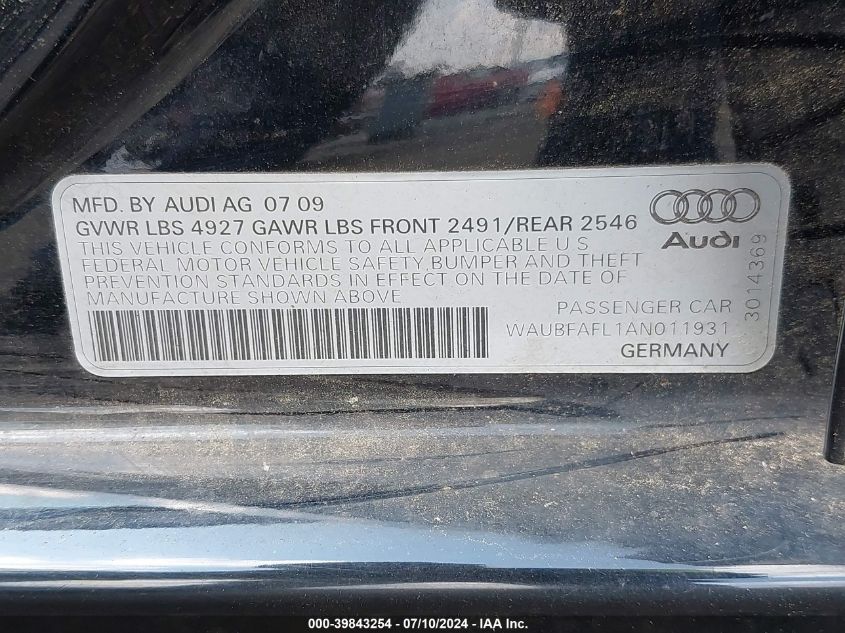 MFD. BY AUDI AG 07 09
GVWR LBS 4927 GAWR LBS FRONT 2491/REAR 2546
THIS VEHICLE CONFORMS TO ALL APPLICABLE U S
FEDERAL MOTOR VEHICLE SAFETY, BUMPER AND THEFT
PREVENTION STANDARDS IN EFFECT ON THE DATE OF
MANUFACTURE SHOWN ABOVE
Audi
3014369
PASSENGER CAR
WAUBFAFL1AN011931
GERMANY
000-39843254 - 07/10/2024 - IAAI.COM